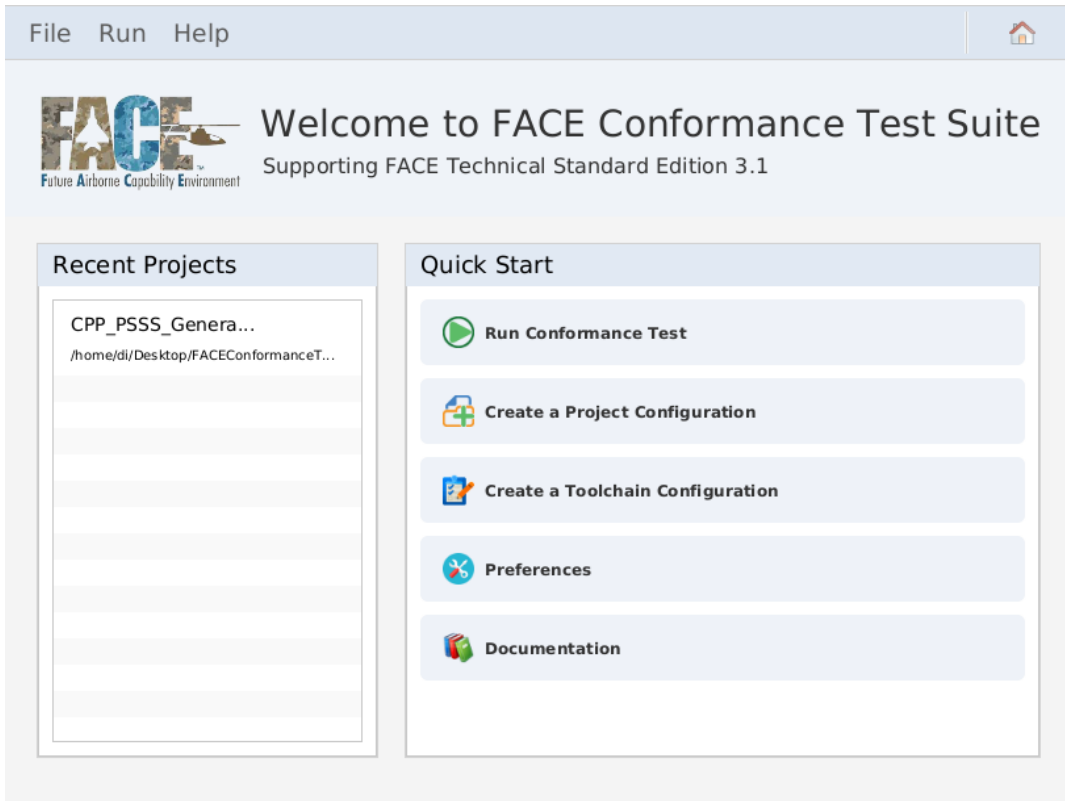 File Run Help
FACE™
Future Airborne Capability Environment
Welcome to FACE Conformance Test Suite
Supporting FACE Technical Standard Edition 3.1
Recent Projects
CPP_PSSS_Genera...
/home/di/Desktop/FACEConformanceT...
Quick Start
Run Conformance Test
Create a Project Configuration
Create a Toolchain Configuration
Preferences
Documentation